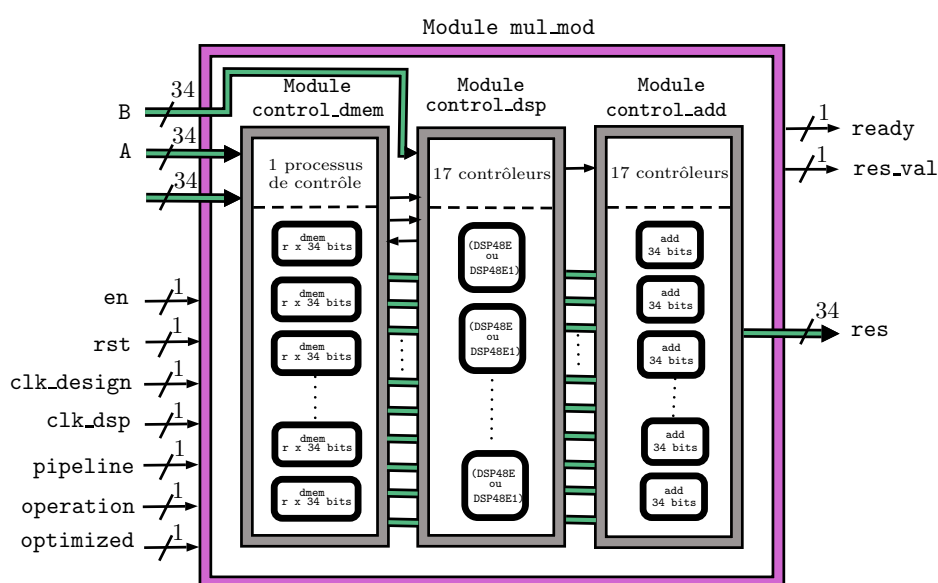 Module mul_mod
34
B
34
A
34
en
1
rst
1
clk_design
1
clk_dsp
1
pipeline
1
operation
1
optimized
1
Module
control_dmem
1 processus
de contrôle
dmem
r x 34 bits
dmem
r x 34 bits
dmem
r x 34 bits
dmem
r x 34 bits
dmem
r x 34 bits
Module
control_dsp
17 contrôleurs
(DSP48E
ou
DSP48E1)
(DSP48E
ou
DSP48E1)
(DSP48E
ou
DSP48E1)
Module
control_add
17 contrôleurs
add
34 bits
add
34 bits
add
34 bits
add
34 bits
add
34 bits
1
ready
1
res_val
34
res